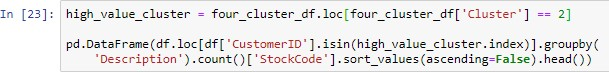 In [23]: high_value_cluster = four_cluster_df.loc[four_cluster_df['Cluster'] == 2]
pd.DataFrame(df.loc[df['CustomerID'].isin(high_value_cluster.index)].groupby(
'Description').count()['StockCode'].sort_values(ascending=False).head())